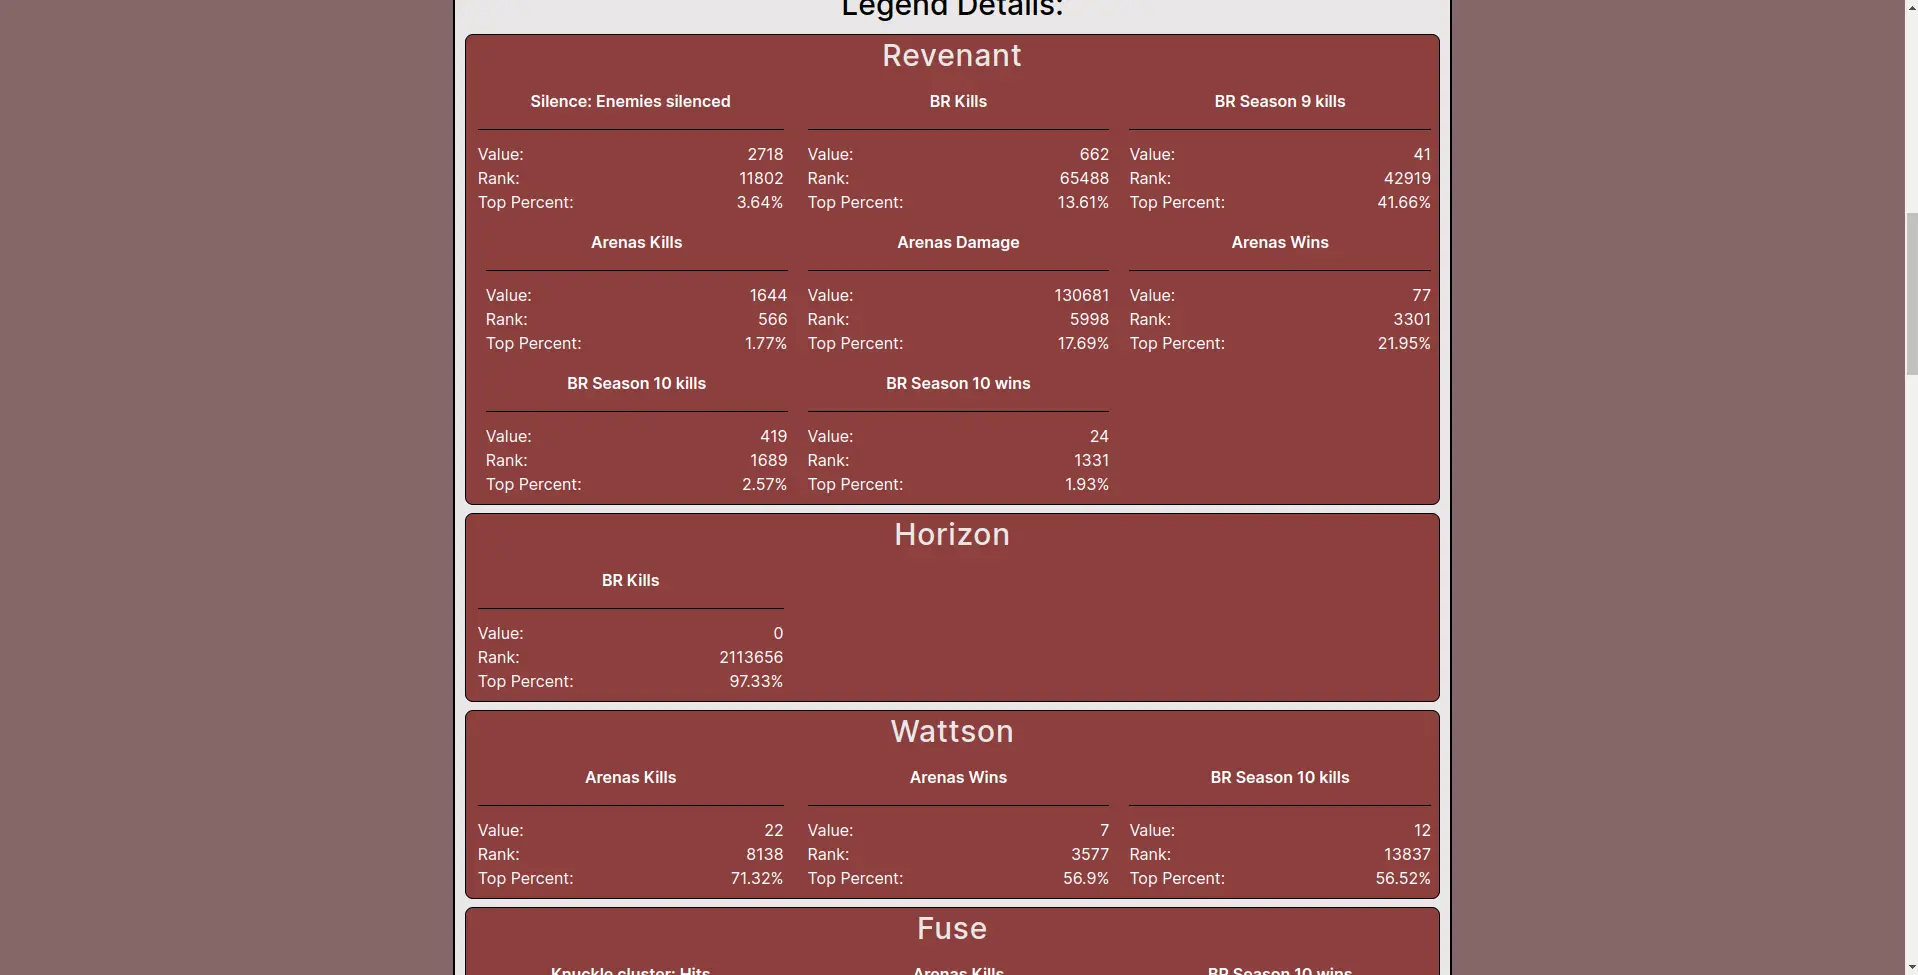 Legend Details:
Revenant
Silence: Enemies silenced
Value: 2718
Rank: 11802
Top Percent: 3.64%
BR Kills
Value: 662
Rank: 65488
Top Percent: 13.61%
BR Season 9 kills
Value: 41
Rank: 42919
Top Percent: 41.66%
Arenas Kills
Value: 1644
Rank: 566
Top Percent: 1.77%
Arenas Damage
Value: 130681
Rank: 5998
Top Percent: 17.69%
Arenas Wins
Value: 77
Rank: 3301
Top Percent: 21.95%
BR Season 10 kills
Value: 419
Rank: 1689
Top Percent: 2.57%
BR Season 10 wins
Value: 24
Rank: 1331
Top Percent: 1.93%
Horizon
BR Kills
Value: 0
Rank: 2113656
Top Percent: 97.33%
Wattson
Arenas Kills
Value: 22
Rank: 8138
Top Percent: 71.32%
Arenas Wins
Value: 7
Rank: 3577
Top Percent: 56.9%
BR Season 10 kills
Value: 12
Rank: 13837
Top Percent: 56.52%
Fuse
Knuckle cluster: Hits
Arenas Kills
BR Season 10 wins